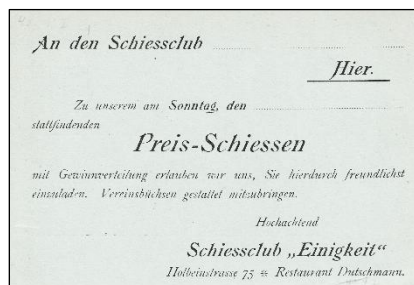 An den Schiessclub
Hier.
Zu unserem am Sonntag, den
stattfindenden
Preis-Schiessen
mit Gewinnverteilung erlauben wir uns, Sie hierdurch freundlichst
einzuladen. Vereinsbüchsen gestattet mitzubringen.
Hochachtend
Schiessclub „Einigkeit“
Holbeinstrasse 75 Restaurant Dutschmann.